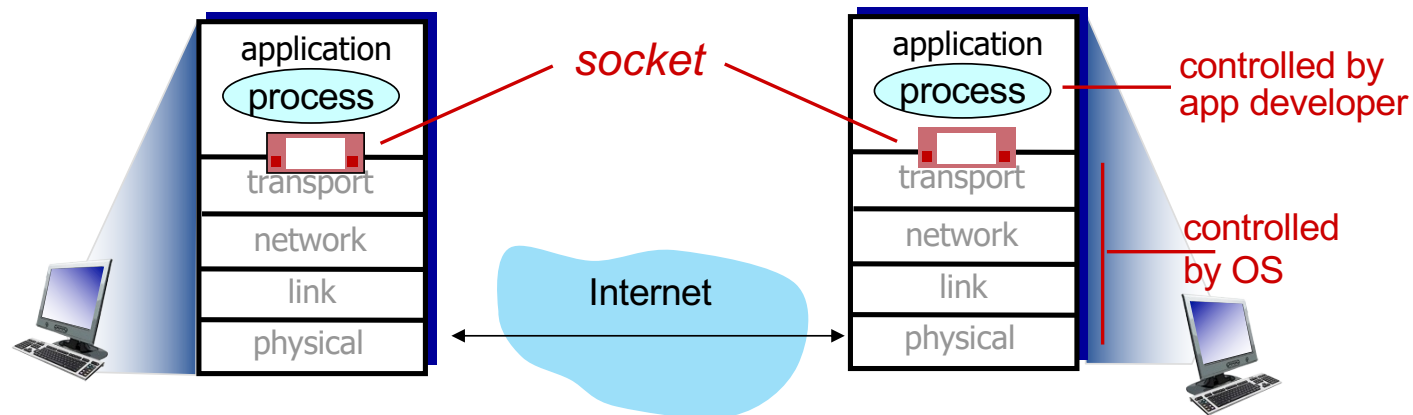 application
process
transport
network
link
physical
socket
Internet
application
process
transport
network
link
physical
controlled by
app developer
controlled
by OS